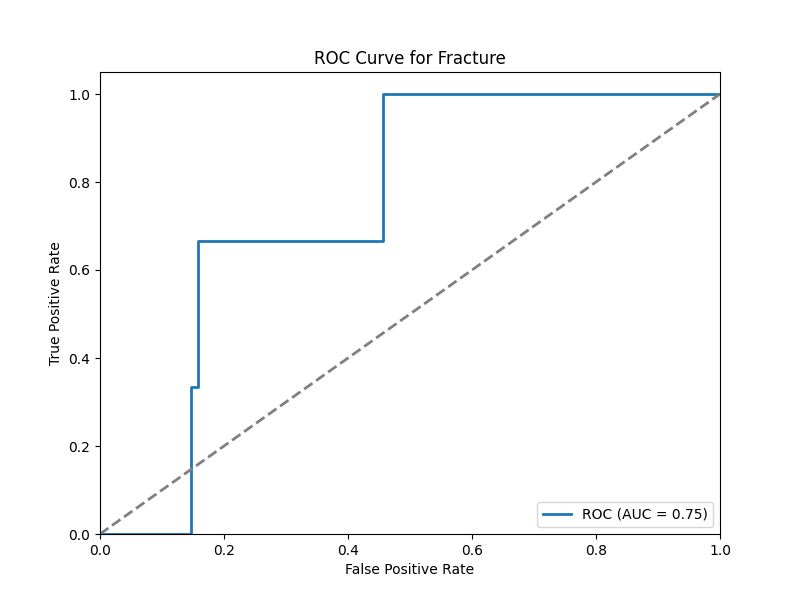 ROC Curve for Fracture
True Positive Rate
1.0
0.8
0.6
0.4
0.2
0.0
0.0 0.2 0.4 0.6 0.8 1.0
False Positive Rate
ROC (AUC = 0.75)